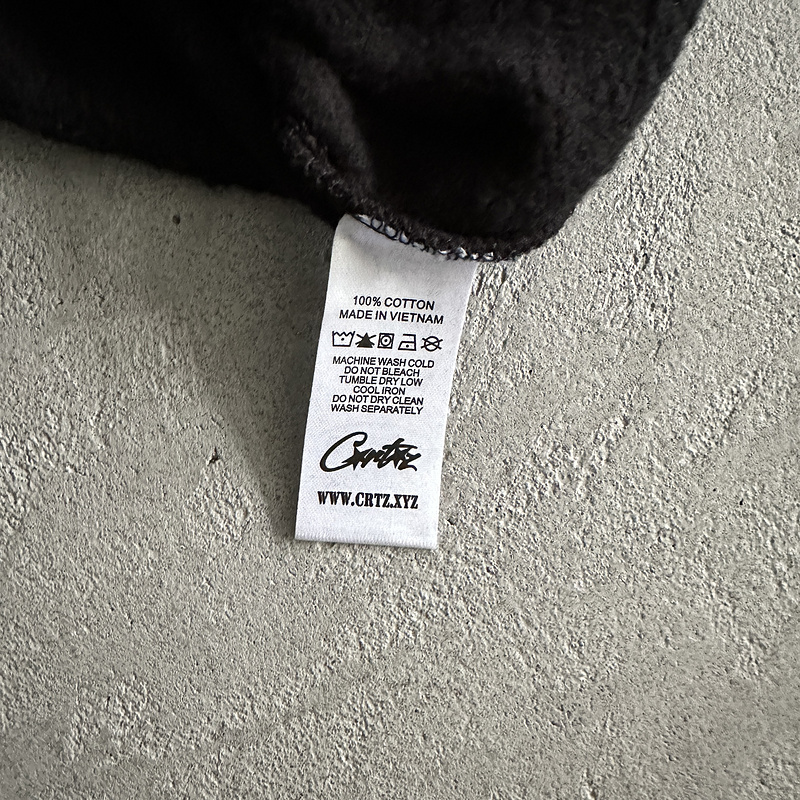 100% COTTON
MADE IN VIETNAM
MACHINE WASH COLD
DO NOT BLEACH
TUMBLE DRY LOW
COOL IRON
DO NOT DRY CLEAN
WASH SEPARATELY
Crtz
WWW.CRTZ.XYZ